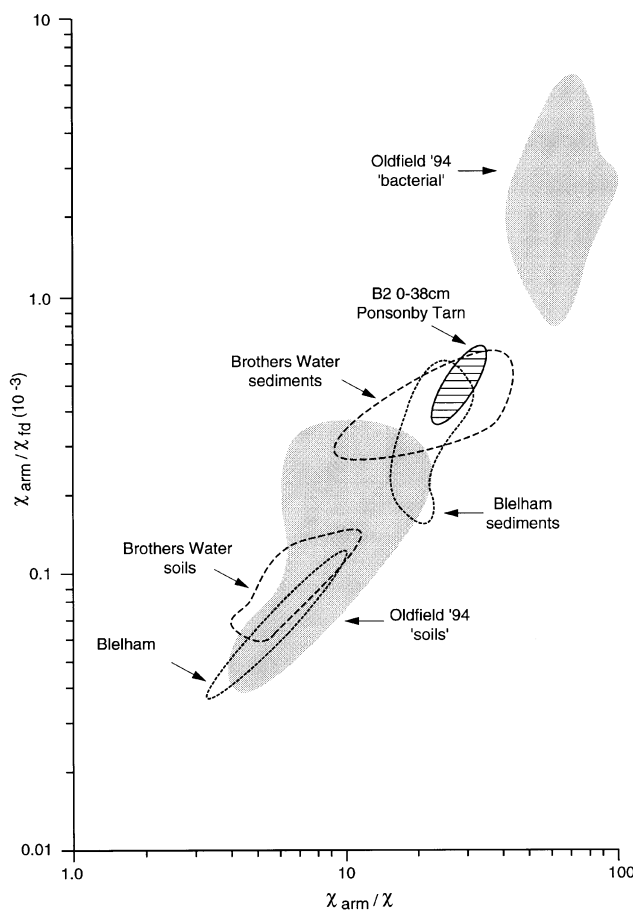 10
Oldfield '94
'bacterial'
1.0
B2 0-38cm
Ponsonby Tarn
Brothers Water
sediments
χ arm / χ fd (10 -3)
Blelham
sediments
Brothers Water
soils
0.1
Oldfield '94
'soils'
Blelham
0.01
1.0
10
100
χ arm / χ